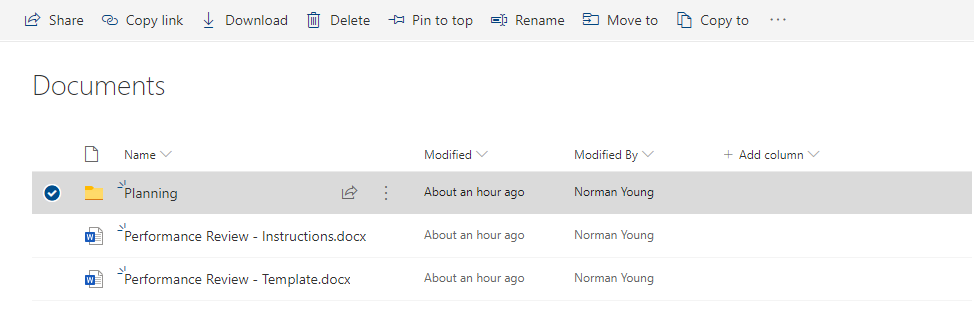 Share Copy link Download Delete Pin to top Rename Move to Copy to ...
Documents
Name Modified Modified By + Add column
Planning About an hour ago Norman Young
Performance Review - Instructions.docx About an hour ago Norman Young
Performance Review - Template.docx About an hour ago Norman Young